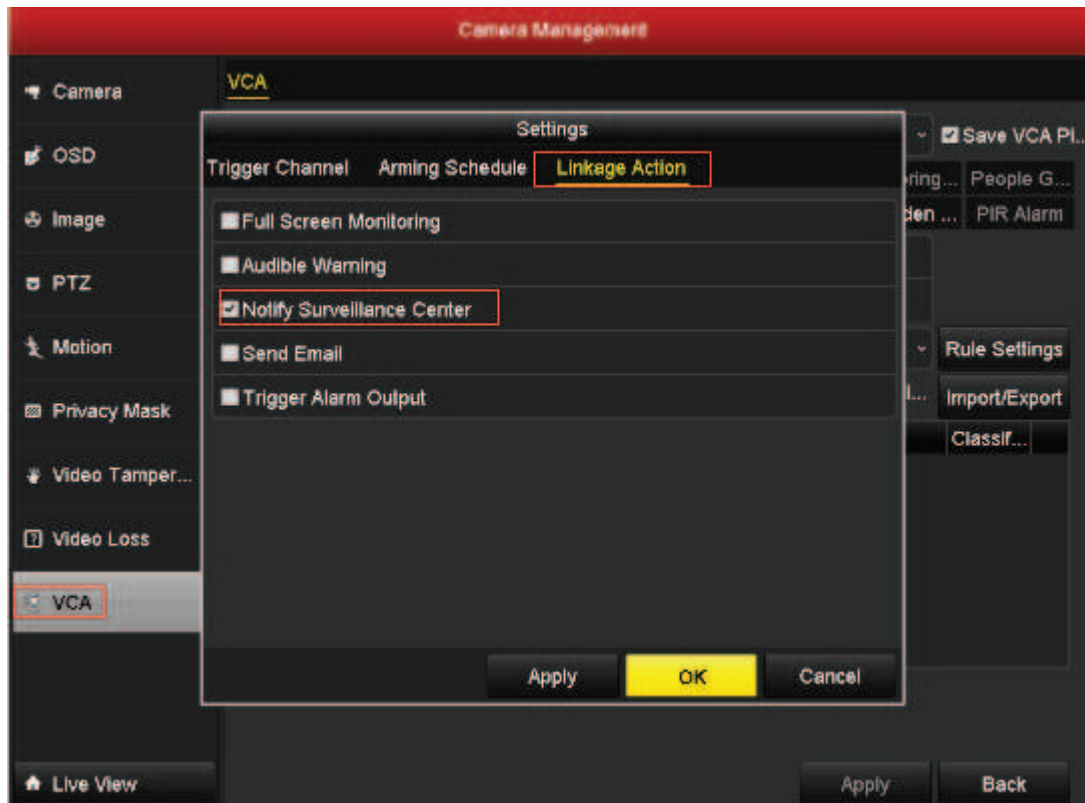 Camera Management
Camera
OSD
Image
PTZ
Motion
Privacy Mask
Video Tamper...
Video Loss
VCA
Live View
VCA
Save VCA Pi...
ring... People G...
den ... PIR Alarm
Rule Settings
l... Import/Export
Classif...
Settings
Trigger Channel Arming Schedule Linkage Action
Full Screen Monitoring
Audible Warning
Notify Surveillance Center
Send Email
Trigger Alarm Output
Apply OK Cancel
Apply Back